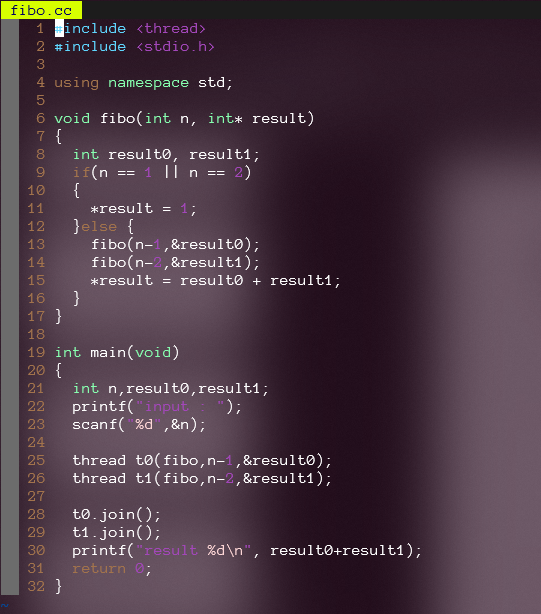 fibo.cc
1 #include <thread>
2 #include <stdio.h>
3
4 using namespace std;
5
6 void fibo(int n, int* result)
7 {
8   int result0, result1;
9   if(n == 1 || n == 2)
10   {
11     *result = 1;
12   }else {
13     fibo(n-1,&result0);
14     fibo(n-2,&result1);
15     *result = result0 + result1;
16   }
17 }
18
19 int main(void)
20 {
21   int n,result0,result1;
22   printf("input : ");
23   scanf("%d",&n);
24
25   thread t0(fibo,n-1,&result0);
26   thread t1(fibo,n-2,&result1);
27
28   t0.join();
29   t1.join();
30   printf("result %d\n", result0+result1);
31   return 0;
32 }
~